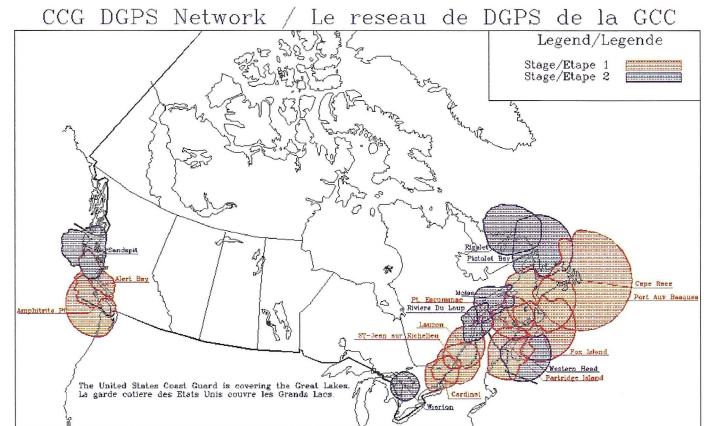 CCG DGPS Network / Le reseau de DGPS de la GCC
Legend/Legende
Stage/Etape 1
Stage/Etape 2
Sandspit
Alert Bay
Amphitrite Pt
Rigolet
Pistolet Bay
Cape Race
Port Aux Basques
Moisie
Pt. Escuminac
Riviere Du Loup
Lauzon
ST-Jean sur Richelieu
Fox Island
Western Head
Partridge Island
Cardinal
Wiarton
The United States Coast Guard is covering the Great Lakes.
La garde cotiere des Etats Unis couvre les Grands Lacs.